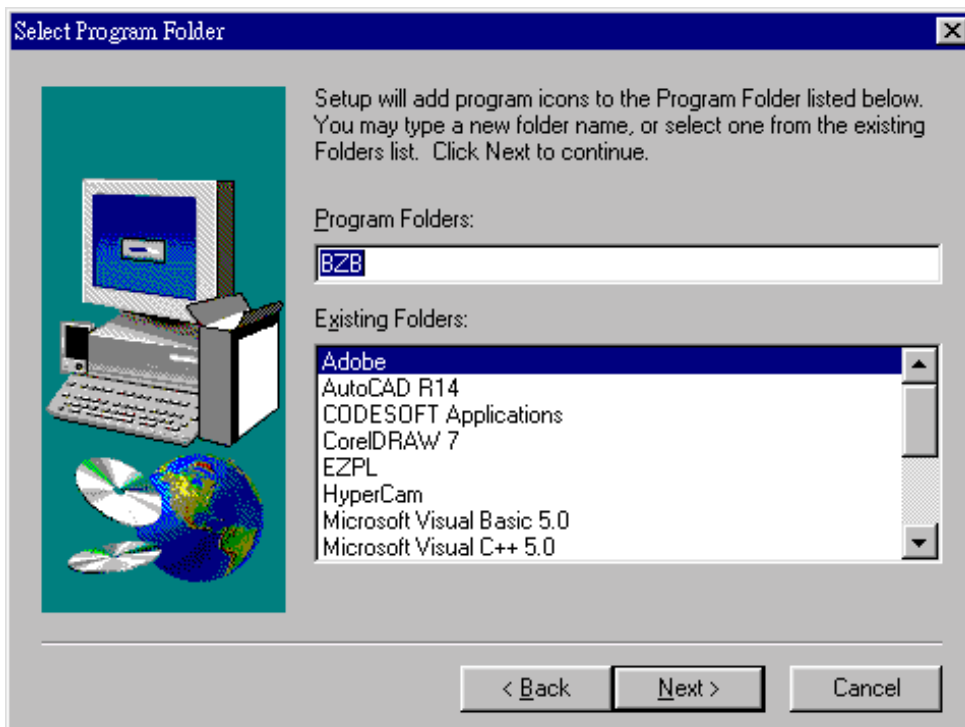 Select Program Folder
Setup will add program icons to the Program Folder listed below.
You may type a new folder name, or select one from the existing
Folders list.  Click Next to continue.
Program Folders:
BZB
Existing Folders:
Adobe
AutoCAD R14
CODESOFT Applications
CorelDRAW 7
EZPL
HyperCam
Microsoft Visual Basic 5.0
Microsoft Visual C++ 5.0
< Back
Next >
Cancel